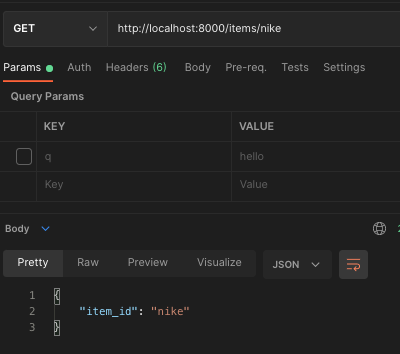 GET http://localhost:8000/items/nike
Params Auth Headers (6) Body Pre-req. Tests Settings
Query Params
KEY VALUE
q hello
Key Value
Body
Pretty Raw Preview Visualize JSON
1 {
2 "item_id": "nike"
3 }